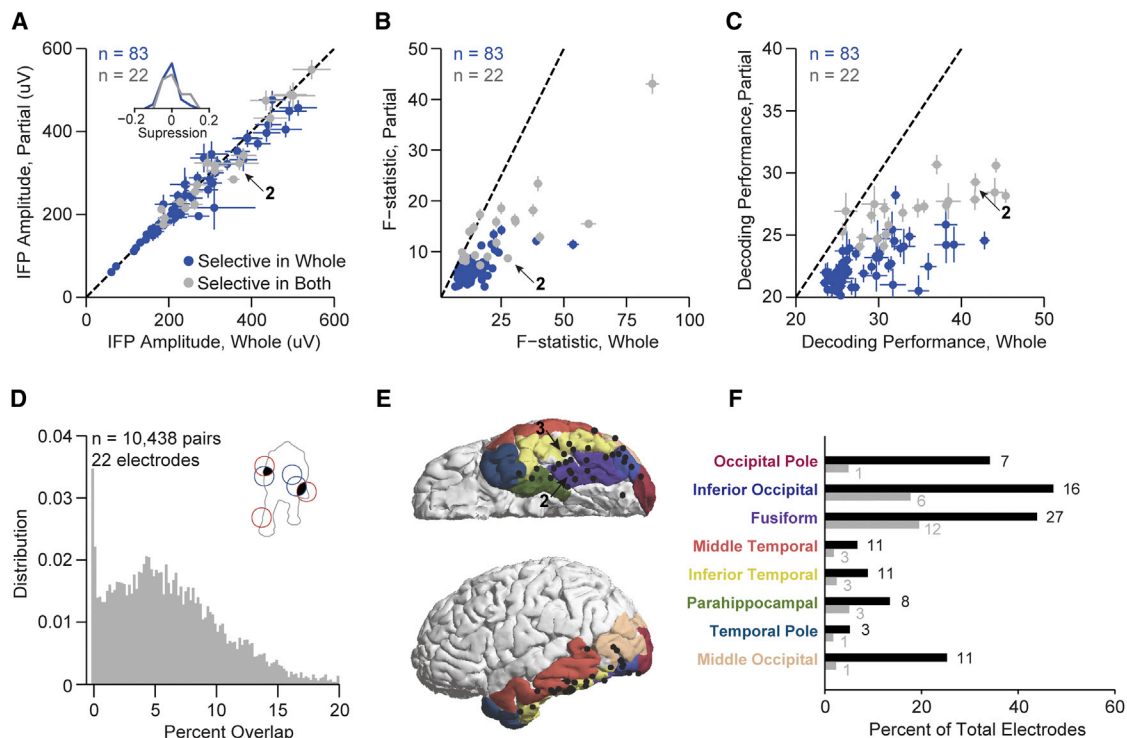 A
600
n = 83
n = 22
400
200
0
IFP Amplitude, Partial (uV)
−0.2 0 0.2
Supression
2
Selective in Whole
Selective in Both
0 200 400 600
IFP Amplitude, Whole (uV)
B
50
n = 83
n = 22
40
30
20
10
F−statistic, Partial
2
25 50 75 100
F−statistic, Whole
C
40
n = 83
n = 22
35
30
25
20
Decoding Performance,Partial
2
20 30 40 50
Decoding Performance, Whole
D
0.04
n = 10,438 pairs
22 electrodes
0.03
0.02
0.01
0
Distribution
0 5 10 15 20
Percent Overlap
E
3
2
F
Occipital Pole 7
1
Inferior Occipital 16
6
Fusiform 27
12
Middle Temporal 11
3
Inferior Temporal 11
3
Parahippocampal 8
3
Temporal Pole 3
1
Middle Occipital 11
1
0 20 40 60
Percent of Total Electrodes